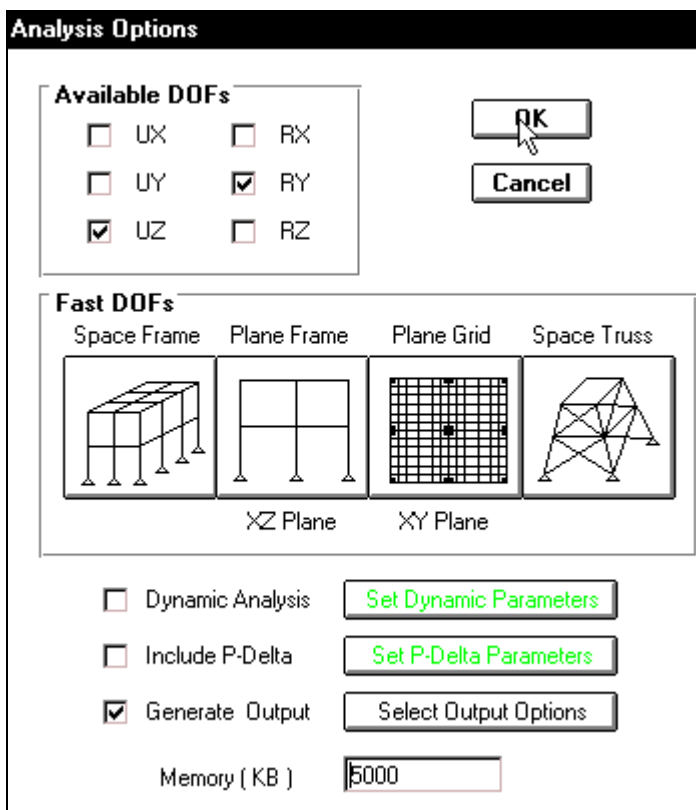 Analysis Options
Available DOFs
UX RX
UY RY
UZ RZ
OK
Cancel
Fast DOFs
Space Frame Plane Frame Plane Grid Space Truss
XZ Plane XY Plane
Dynamic Analysis Set Dynamic Parameters
Include P-Delta Set P-Delta Parameters
Generate Output Select Output Options
Memory ( KB ) 5000